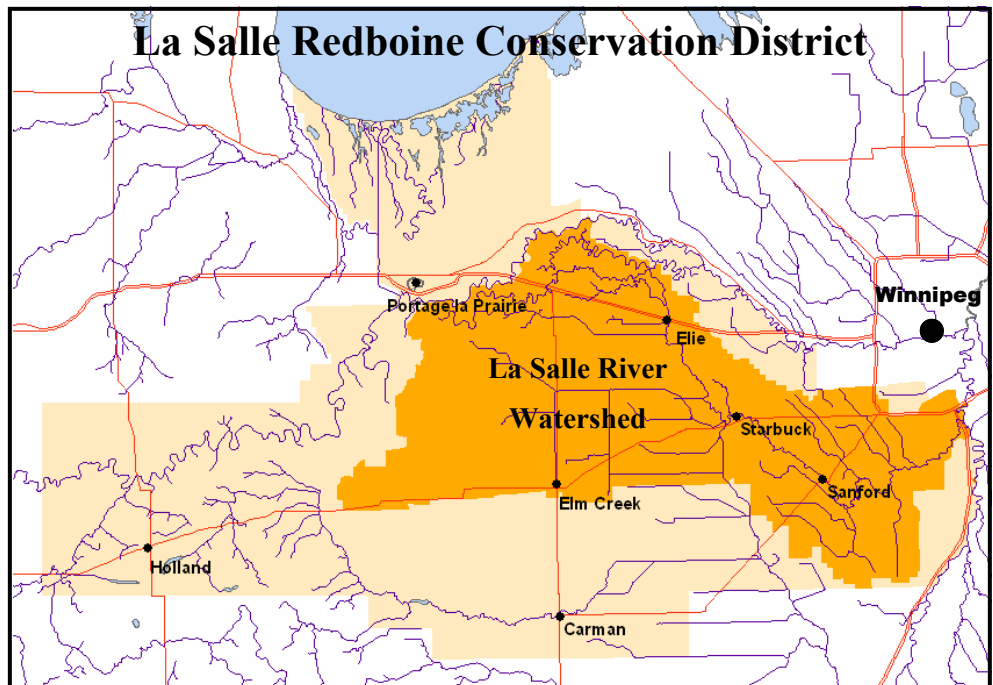 La Salle Redboine Conservation District
Portage la Prairie
Winnipeg
Elie
La Salle River
Watershed
Starbuck
Sanford
Elm Creek
Holland
Carman